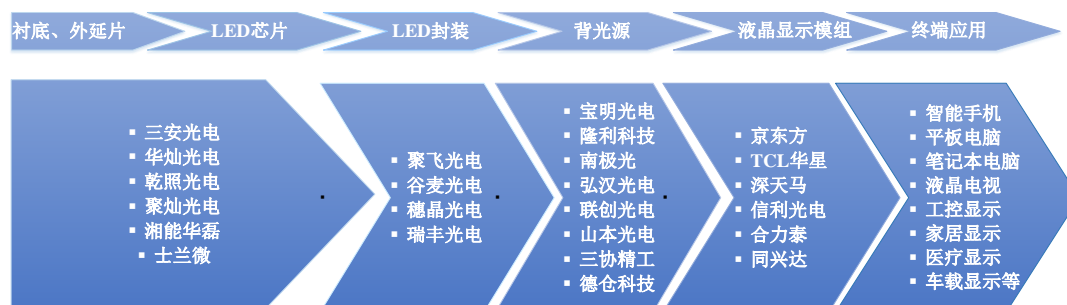 衬底、外延片
LED芯片
LED封装
背光源
液晶显示模组
终端应用
▪ 三安光电
▪ 华灿光电
▪ 乾照光电
▪ 聚灿光电
▪ 湘能华磊
▪ 士兰微
▪ 聚飞光电
▪ 谷麦光电
▪ 穗晶光电
▪ 瑞丰光电
▪ 宝明光电
▪ 隆利科技
▪ 南极光
▪ 弘汉光电
▪ 联创光电
▪ 山本光电
▪ 三协精工
▪ 德仓科技
▪ 京东方
▪ TCL华星
▪ 深天马
▪ 信利光电
▪ 合力泰
▪ 同兴达
▪ 智能手机
▪ 平板电脑
▪ 笔记本电脑
▪ 液晶电视
▪ 工控显示
▪ 家居显示
▪ 医疗显示
▪ 车载显示等